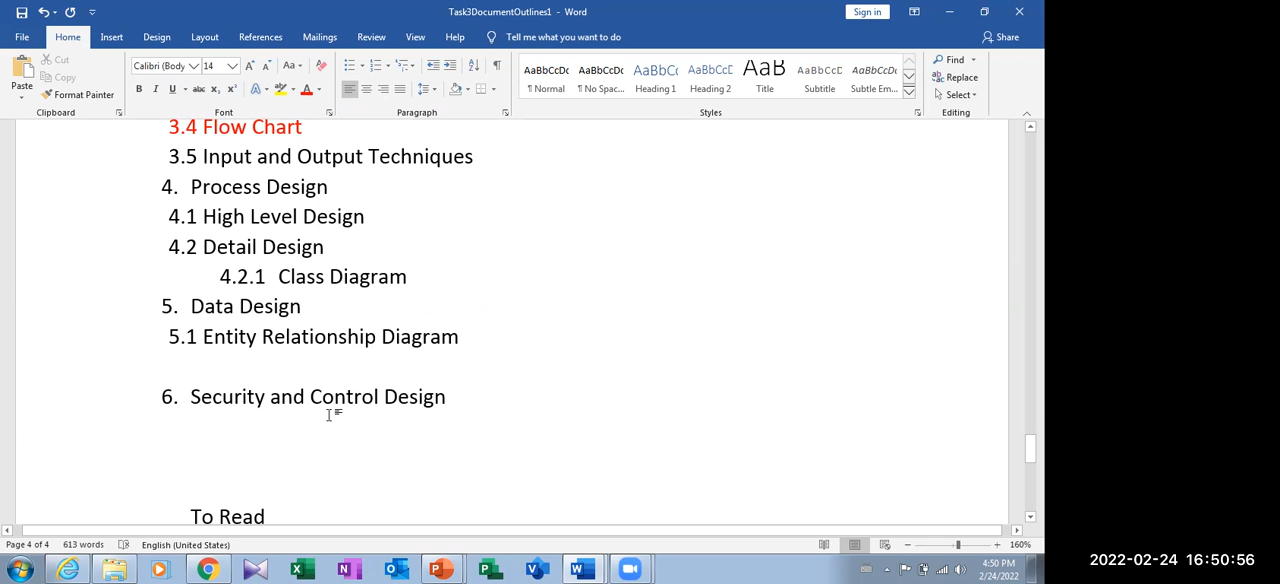 Task3DocumentOutlines1 - Word
Sign in
File Home Insert Design Layout References Mailings Review View Help Tell me what you want to do Share
Paste Cut Copy Format Painter
Clipboard
Calibri (Body 14
Font
Paragraph
AaBbCcDc AaBbCcDc AaBbCc AaBbCcD AaB AaBbCcD AaBbCcDc
¶ Normal ¶ No Spac... Heading 1 Heading 2 Title Subtitle Subtle Em...
Styles
Find
Replace
Select
Editing
3.4 Flow Chart
3.5 Input and Output Techniques
4. Process Design
4.1 High Level Design
4.2 Detail Design
4.2.1 Class Diagram
5. Data Design
5.1 Entity Relationship Diagram
6. Security and Control Design
To Read
Page 4 of 4 613 words English (United States) 160%
4:50 PM
2/24/2022
2022-02-24 16:50:56